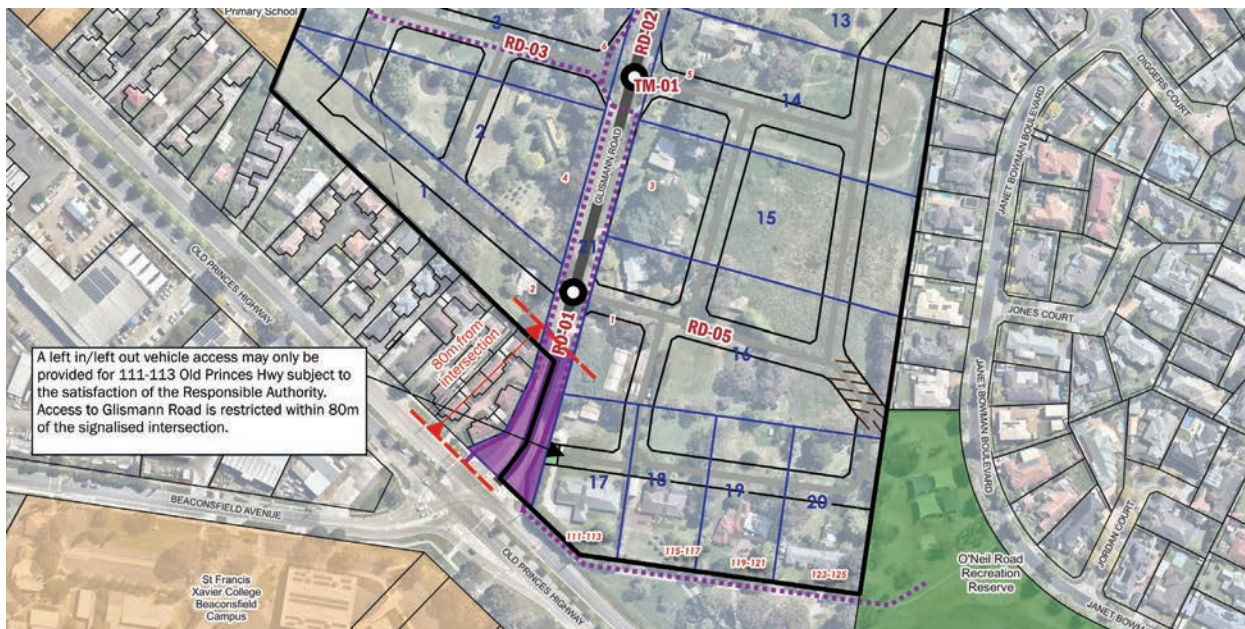 Primary School
3
RD-03
6
RD-02
13
5
TM-01
14
DIGGERS COURT
JANET BOWMAN BOULEVARD
2
1
4
GLISMANN ROAD
3
15
21
OLD PRINCES HIGHWAY
2
RD-01
1
RD-05
16
JONES COURT
80m from
intersection
A left in/left out vehicle access may only be
provided for 111-113 Old Princes Hwy subject to
the satisfaction of the Responsible Authority.
Access to Glismann Road is restricted within 80m
of the signalised intersection.
JANET BOWMAN BOULEVARD
17
18
19
20
BEACONSFIELD AVENUE
111-113
115-117
119-121
123-125
OLD PRINCES HIGHWAY
JORDAN COURT
O'Neil Road
Recreation
Reserve
St Francis
Xavier College
Beaconsfield
Campus
JANET BOWM